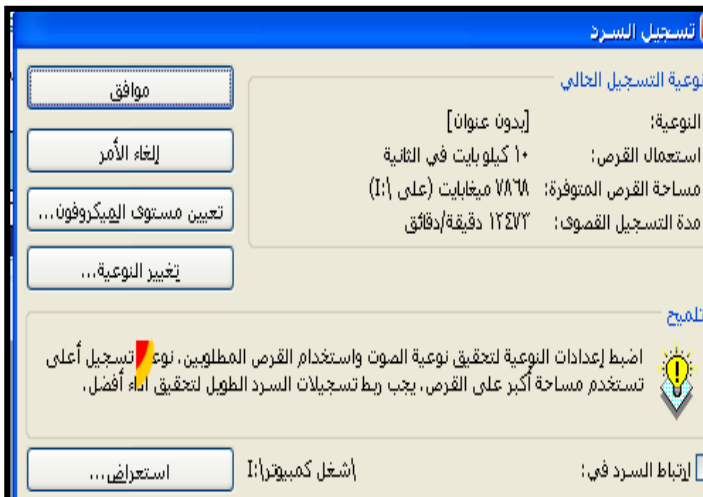 تسجيل السرد
نوعية التسجيل الحالي
النوعية: [بدون عنوان]
استعمال القرص: ١٠ كيلوبايت في الثانية
مساحة القرص المتوفرة: ٧٨٦٨ ميغابايت (على I:\)
مدة التسجيل القصوى: ١٢٤٧٣ دقيقة/دقائق
موافق
إلغاء الأمر
تعيين مستوى الميكروفون...
تغيير النوعية...
تلميح
اضبط إعدادات النوعية لتحقيق نوعية الصوت واستخدام القرص المطلوبين. تسجيل أعلى
تستخدم مساحة أكبر على القرص. يجب ربط تسجيلات السرد الطويل لتحقيق أفضل.
ارتباط السرد في: I:\شغل كمبيوتر\
استعراض...